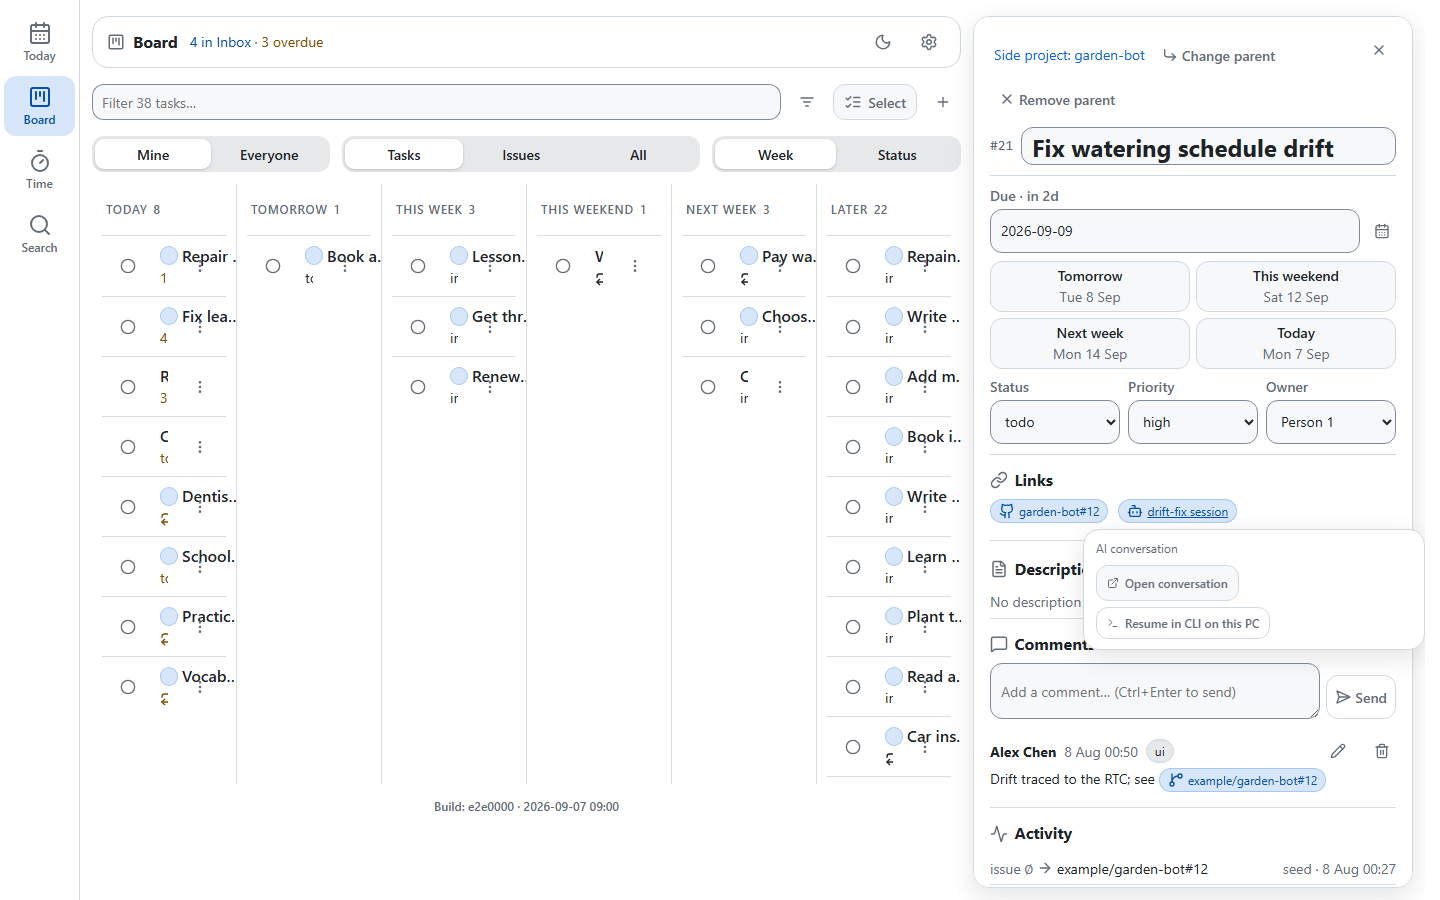 Today
Board
Time
Search
Board 4 in Inbox · 3 overdue
Filter 38 tasks...
Select
Mine Everyone
Tasks Issues All
Week Status
TODAY 8
Repair ..
1
Fix lea...
4
R
3
C
Dentis...
School...
Practic...
Vocab...
TOMORROW 1
Book a...
THIS WEEK 3
Lesson...
Get thr...
Renew...
THIS WEEKEND 1
NEXT WEEK 3
Pay wa...
Choos...
C
LATER 22
Repain...
Write ...
Add m...
Book i...
Write ...
Learn ...
Plant t...
Read a...
Car ins...
Build: e2e0000 · 2026-09-07 09:00
Side project: garden-bot Change parent
Remove parent
#21 Fix watering schedule drift
Due · in 2d
2026-09-09
Tomorrow
Tue 8 Sep
This weekend
Sat 12 Sep
Next week
Mon 14 Sep
Today
Mon 7 Sep
Status Priority Owner
todo high Person 1
Links
garden-bot#12 drift-fix session
AI conversation
Open conversation
Resume in CLI on this PC
No description
Comments
Add a comment... (Ctrl+Enter to send)
Send
Alex Chen 8 Aug 00:50 ui
Drift traced to the RTC; see example/garden-bot#12
Activity
issue ∅ → example/garden-bot#12 seed · 8 Aug 00:27